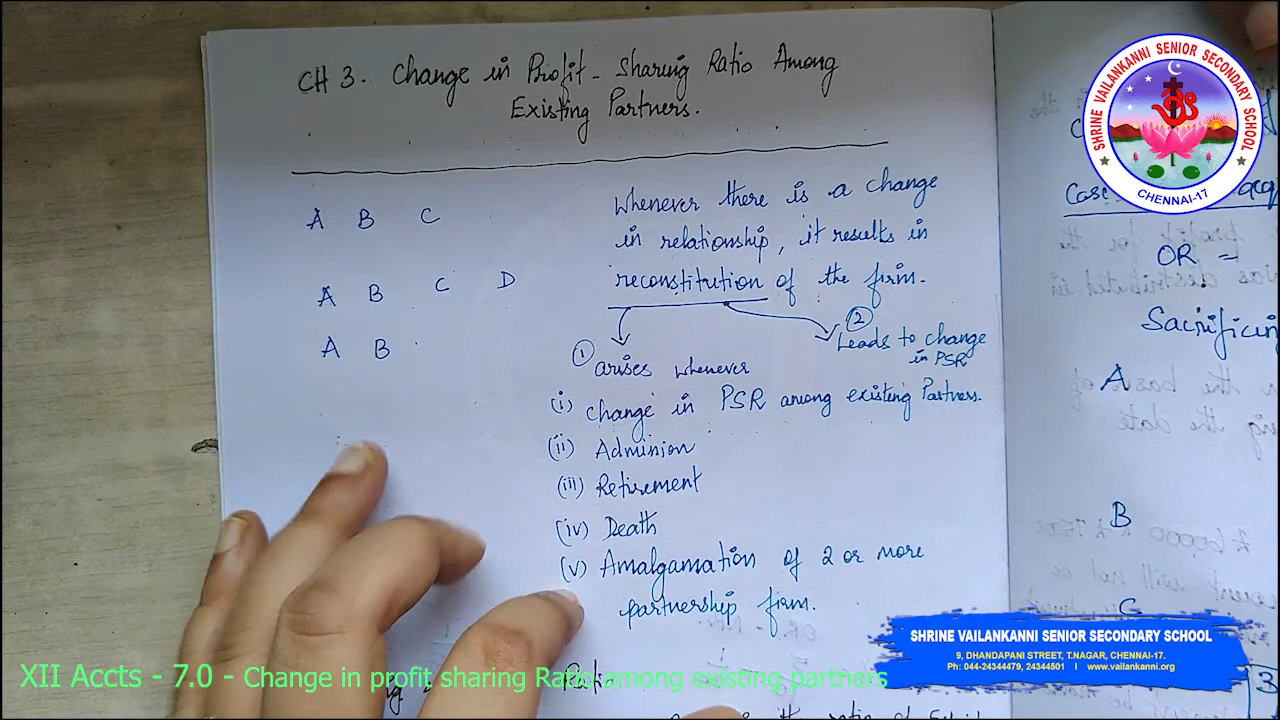 CH 3. Change in Profit - Sharing Ratio Among
Existing Partners.
A B C
A B C D
A B
Whenever there is a change
in relationship, it results in
reconstitution of the firm.
① arises whenever
② Leads to change
in PSR
(i) change in PSR among existing Partners.
(ii) Admission
(iii) Retirement
(iv) Death
(v) Amalgamation of 2 or more
partnership firm.
Case
OR =
Sacrificin
A
B
C
SHRINE VAILANKANNI SENIOR SECONDARY SCHOOL
CHENNAI-17
SHRINE VAILANKANNI SENIOR SECONDARY SCHOOL
9, DHANDAPANI STREET, T.NAGAR, CHENNAI-17.
Ph: 044-24344479, 24344501 I www.vailankanni.org
XII Accts - 7.0 - Change in profit sharing Ratio among existing partners